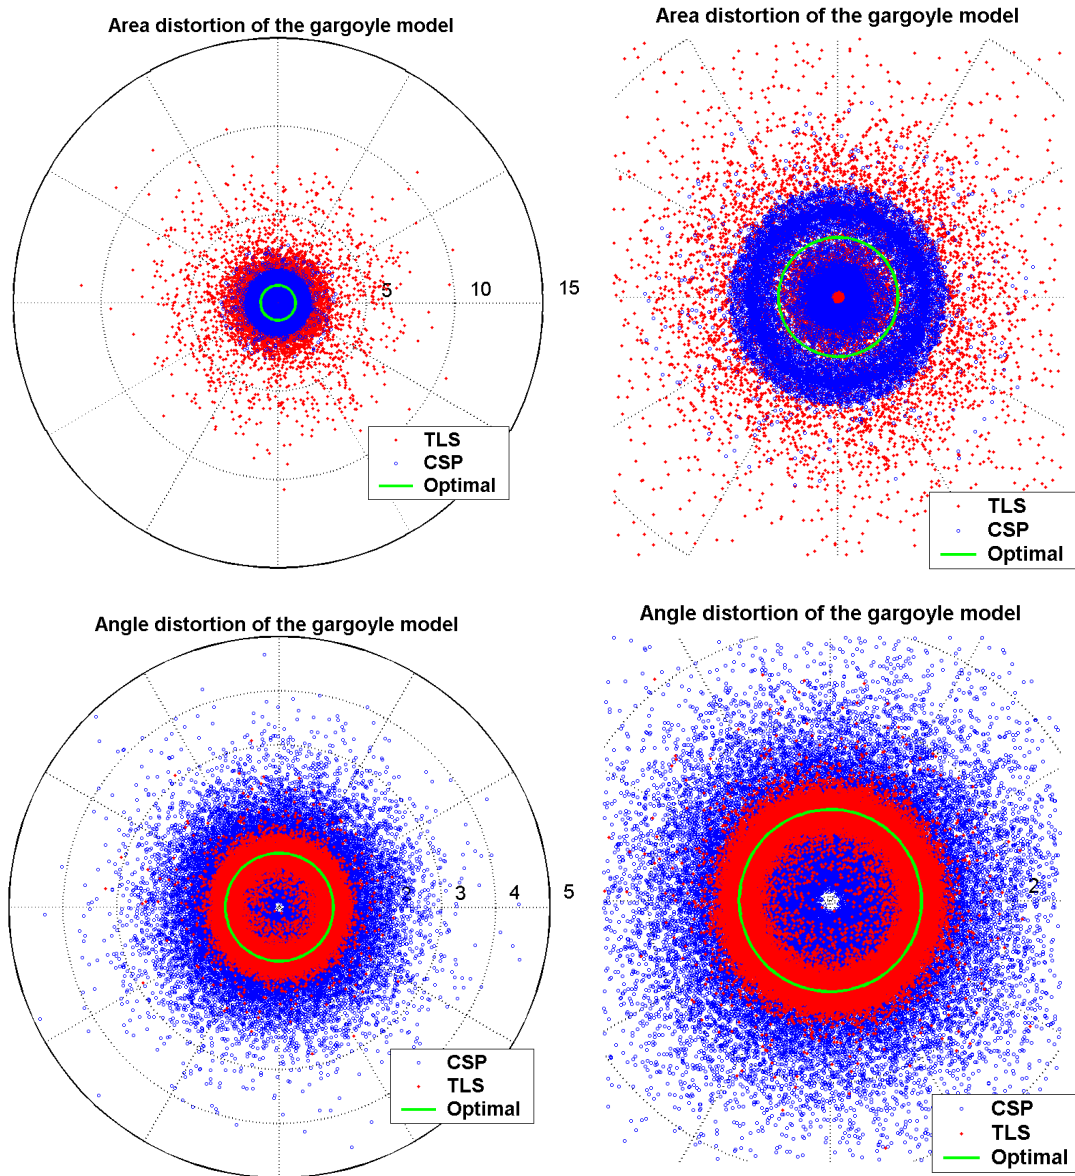 Area distortion of the gargoyle model
5
10
15
TLS
CSP
Optimal
Area distortion of the gargoyle model
TLS
CSP
Optimal
Angle distortion of the gargoyle model
2
3
4
5
CSP
TLS
Optimal
Angle distortion of the gargoyle model
2
CSP
TLS
Optimal